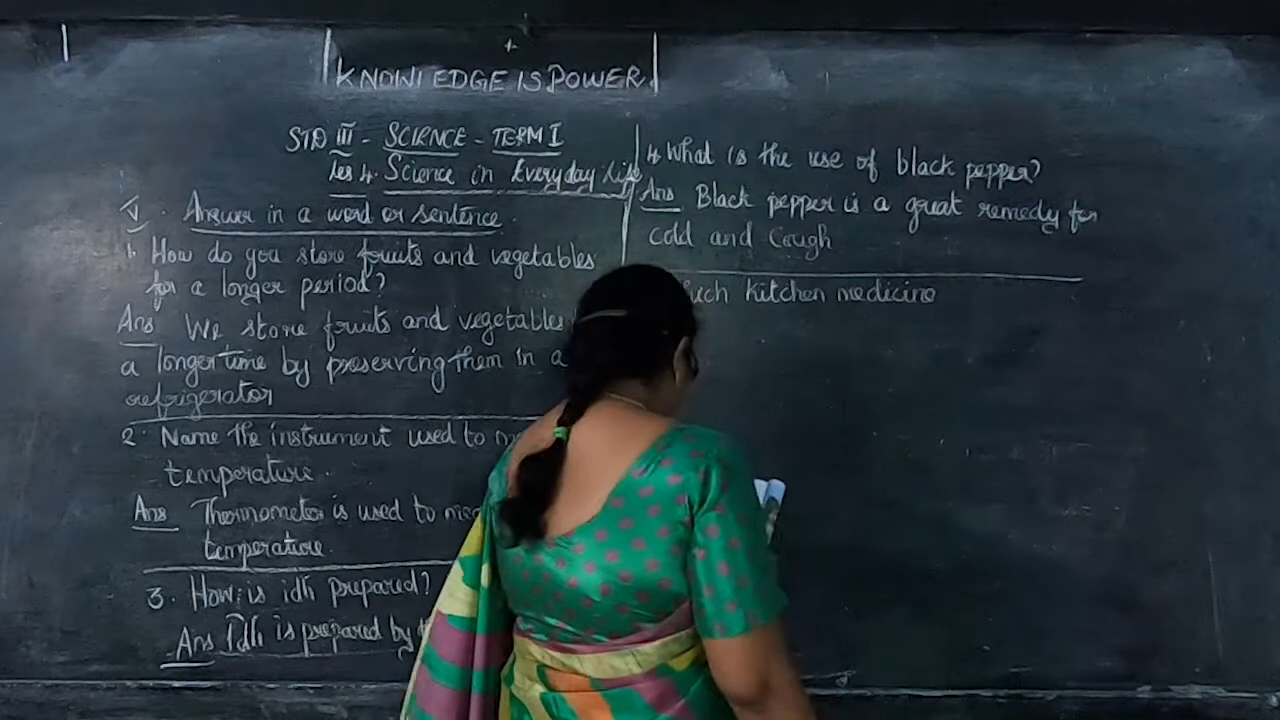 KNOWLEDGE IS POWER
STD III - SCIENCE - TERM I
Les 4. Science in Everyday life
V. Answer in a word or sentence.
1. How do you store fruits and vegetables
for a longer period?
Ans We store fruits and vegetables
a longer time by preserving them in a
refrigerator
2. Name the instrument used to
temperature.
Ans Thermometer is used to
temperature.
3. How is idli prepared?
Ans Idli is prepared by
4. What is the use of black pepper?
Ans Black pepper is a great remedy for
cold and cough
kitchen medicine